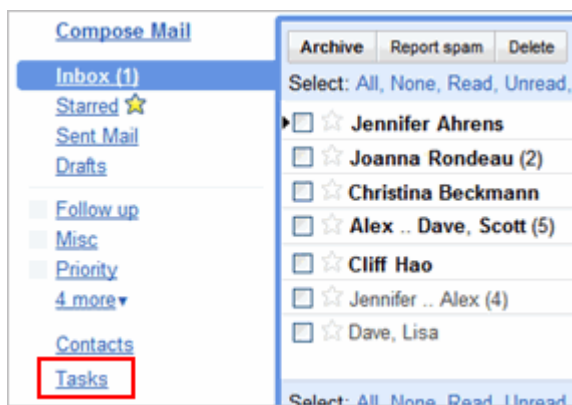 Compose Mail
Inbox (1)
Starred
Sent Mail
Drafts
Follow up
Misc
Priority
4 more▾
Contacts
Tasks
Archive Report spam Delete
Select: All, None, Read, Unread,
Jennifer Ahrens
Joanna Rondeau (2)
Christina Beckmann
Alex .. Dave, Scott (5)
Cliff Hao
Jennifer .. Alex (4)
Dave, Lisa
Select: All, None, Read, Unread,